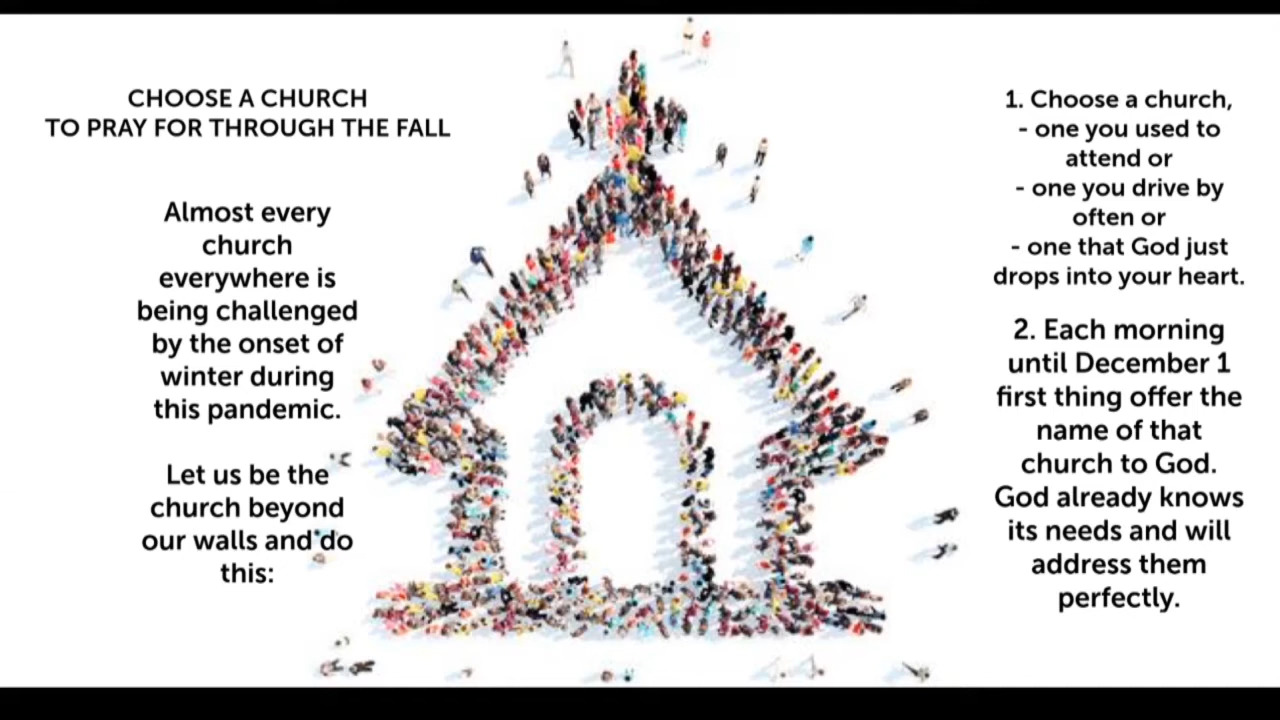 CHOOSE A CHURCH
TO PRAY FOR THROUGH THE FALL
Almost every
church
everywhere is
being challenged
by the onset of
winter during
this pandemic.
Let us be the
church beyond
our walls and do
this:
1. Choose a church,
- one you used to
attend or
- one you drive by
often or
- one that God just
drops into your heart.
2. Each morning
until December 1
first thing offer the
name of that
church to God.
God already knows
its needs and will
address them
perfectly.